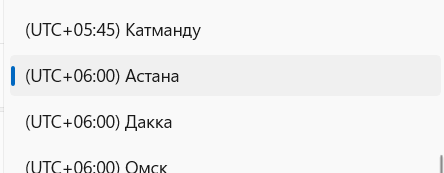 (UTC+05:45) Катманду
(UTC+06:00) Астана
(UTC+06:00) Дакка
(UTC+06:00) Омск